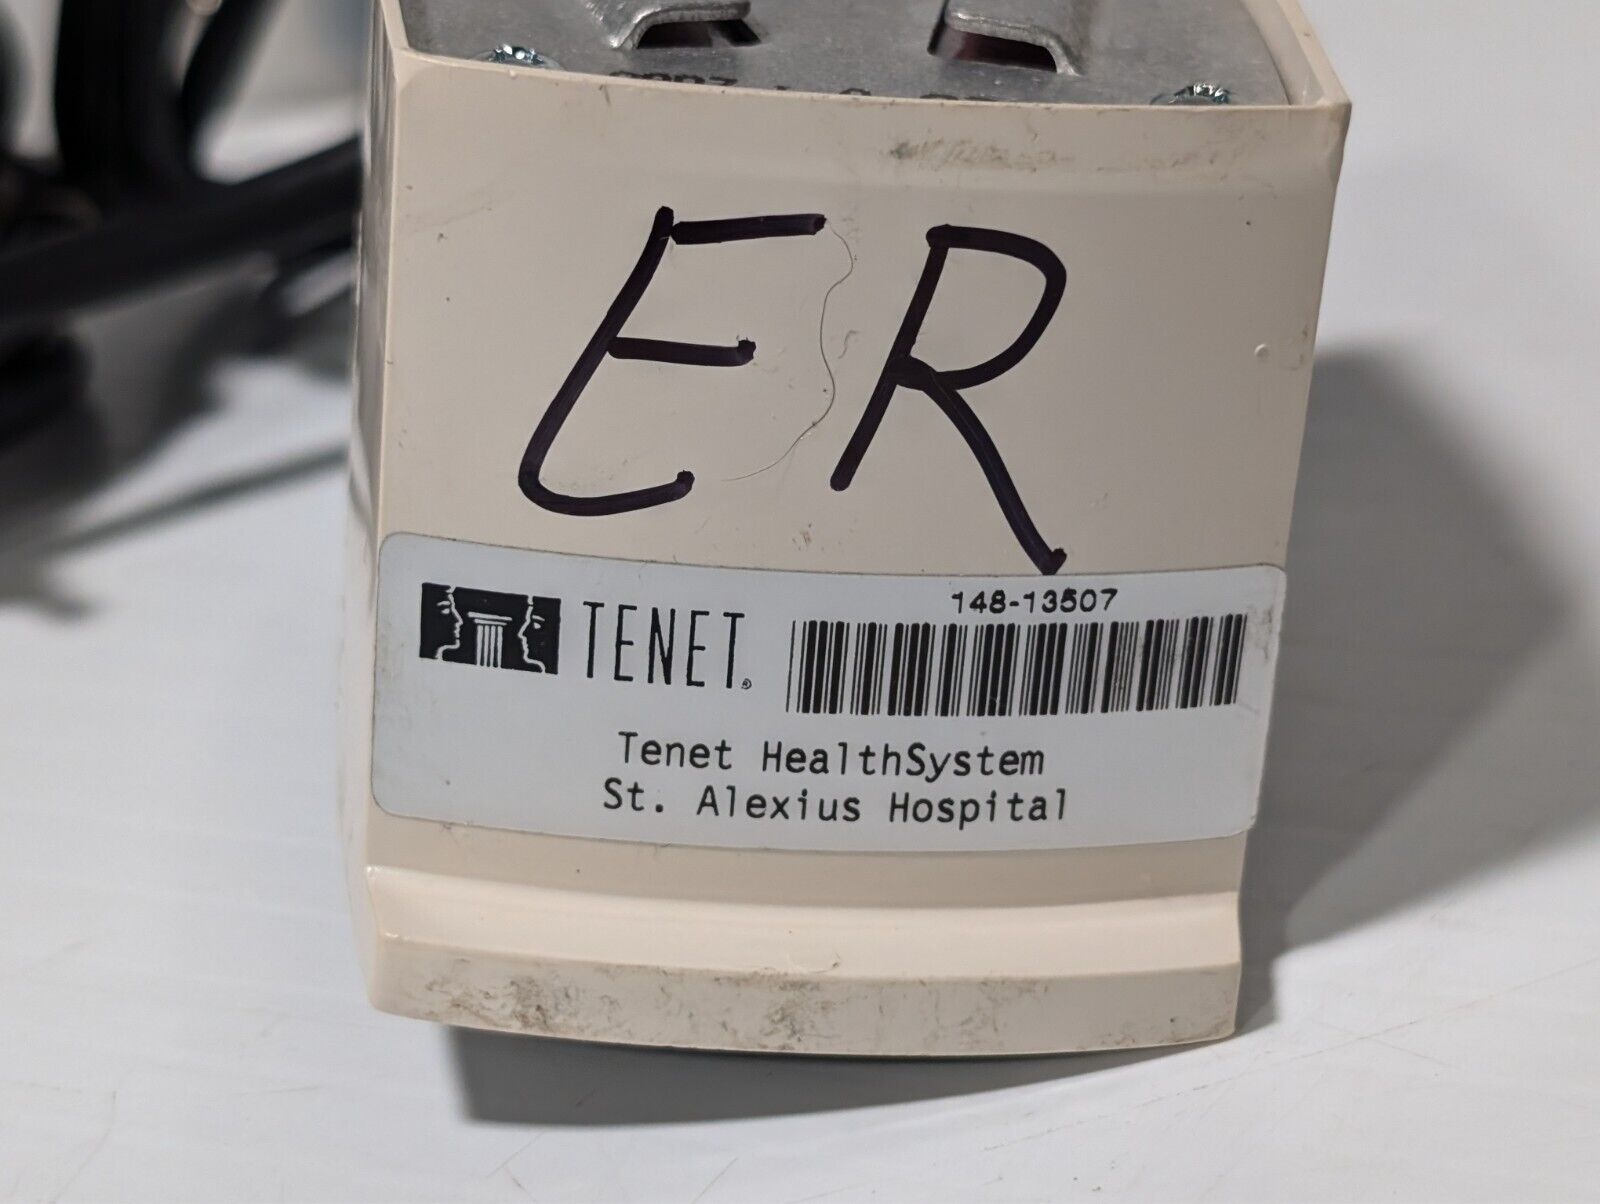 ER
148-13507
TENET®
Tenet HealthSystem
St. Alexius Hospital